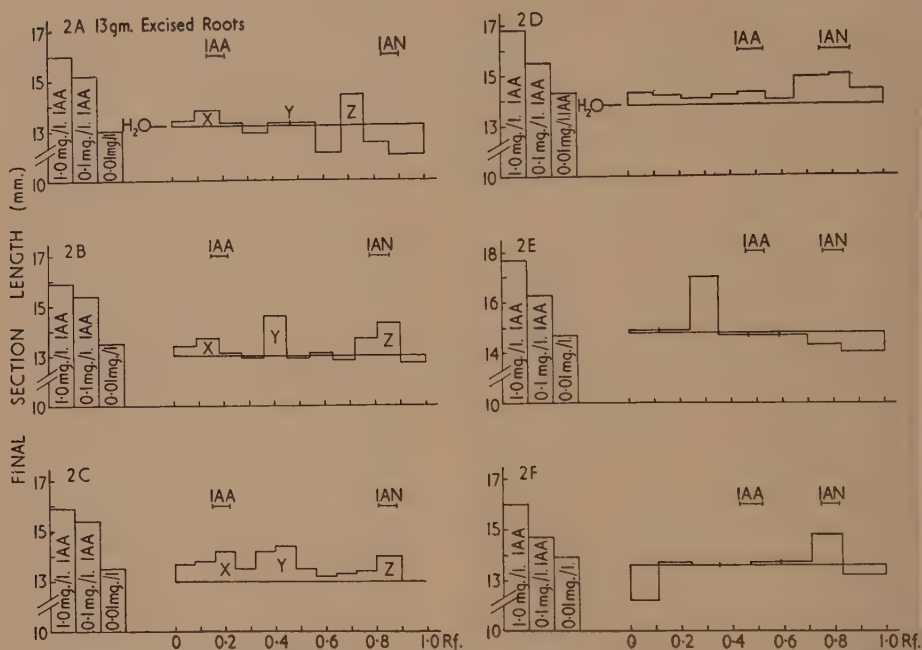 2A 13gm. Excised Roots
IAA
IAN
17
15
13
10
1·0mg./l. IAA
0·1mg./l. IAA
0·01mg/l
H₂O
X
Y
Z
2D
IAA
IAN
17
15
13
10
1·0mg./l. IAA
0·1mg./l. IAA
0·01mg./l.IAA
H₂O
FINAL SECTION LENGTH (mm.)
2B
IAA
IAN
17
15
13
10
1·0mg./l. IAA
0·1mg./l. IAA
0·01mg./l.
X
Y
Z
2E
IAA
IAN
18
16
14
10
1·0mg./l. IAA
0·1mg./l. IAA
0·01mg./l.
2C
IAA
IAN
17
15
13
10
1·0mg./l. IAA
0·1mg./l. IAA
0·01mg./l.
X
Y
Z
0 0·2 0·4 0·6 0·8 1·0 Rf.
2F
IAA
IAN
17
15
13
10
1·0mg./l. IAA
0·1mg./l. IAA
0·01mg./l.
0 0·2 0·4 0·6 0·8 1·0 Rf.